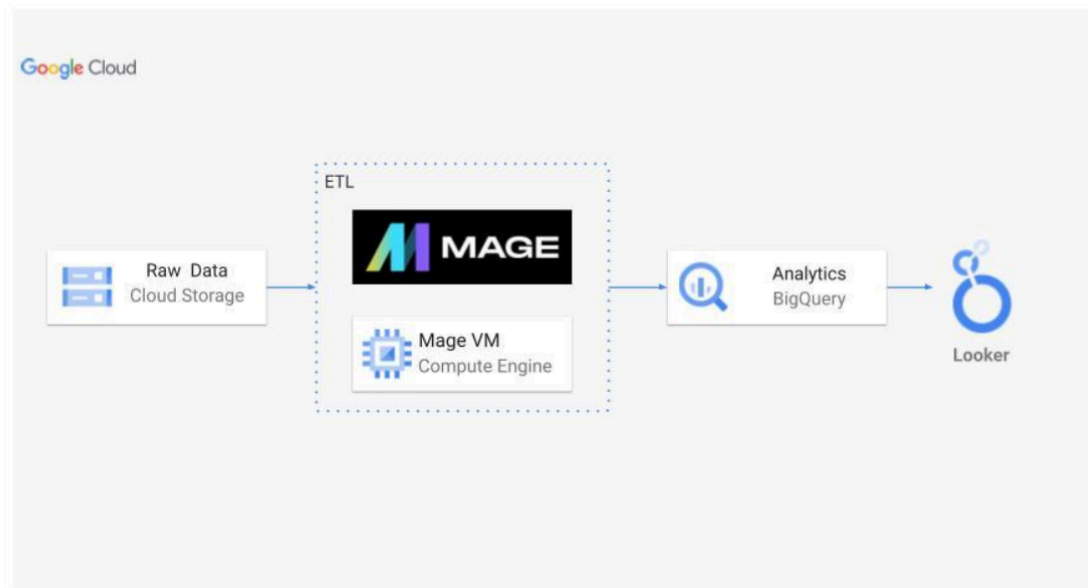 Google Cloud
ETL
MAGE
Raw Data
Cloud Storage
Mage VM
Compute Engine
Analytics
BigQuery
Looker